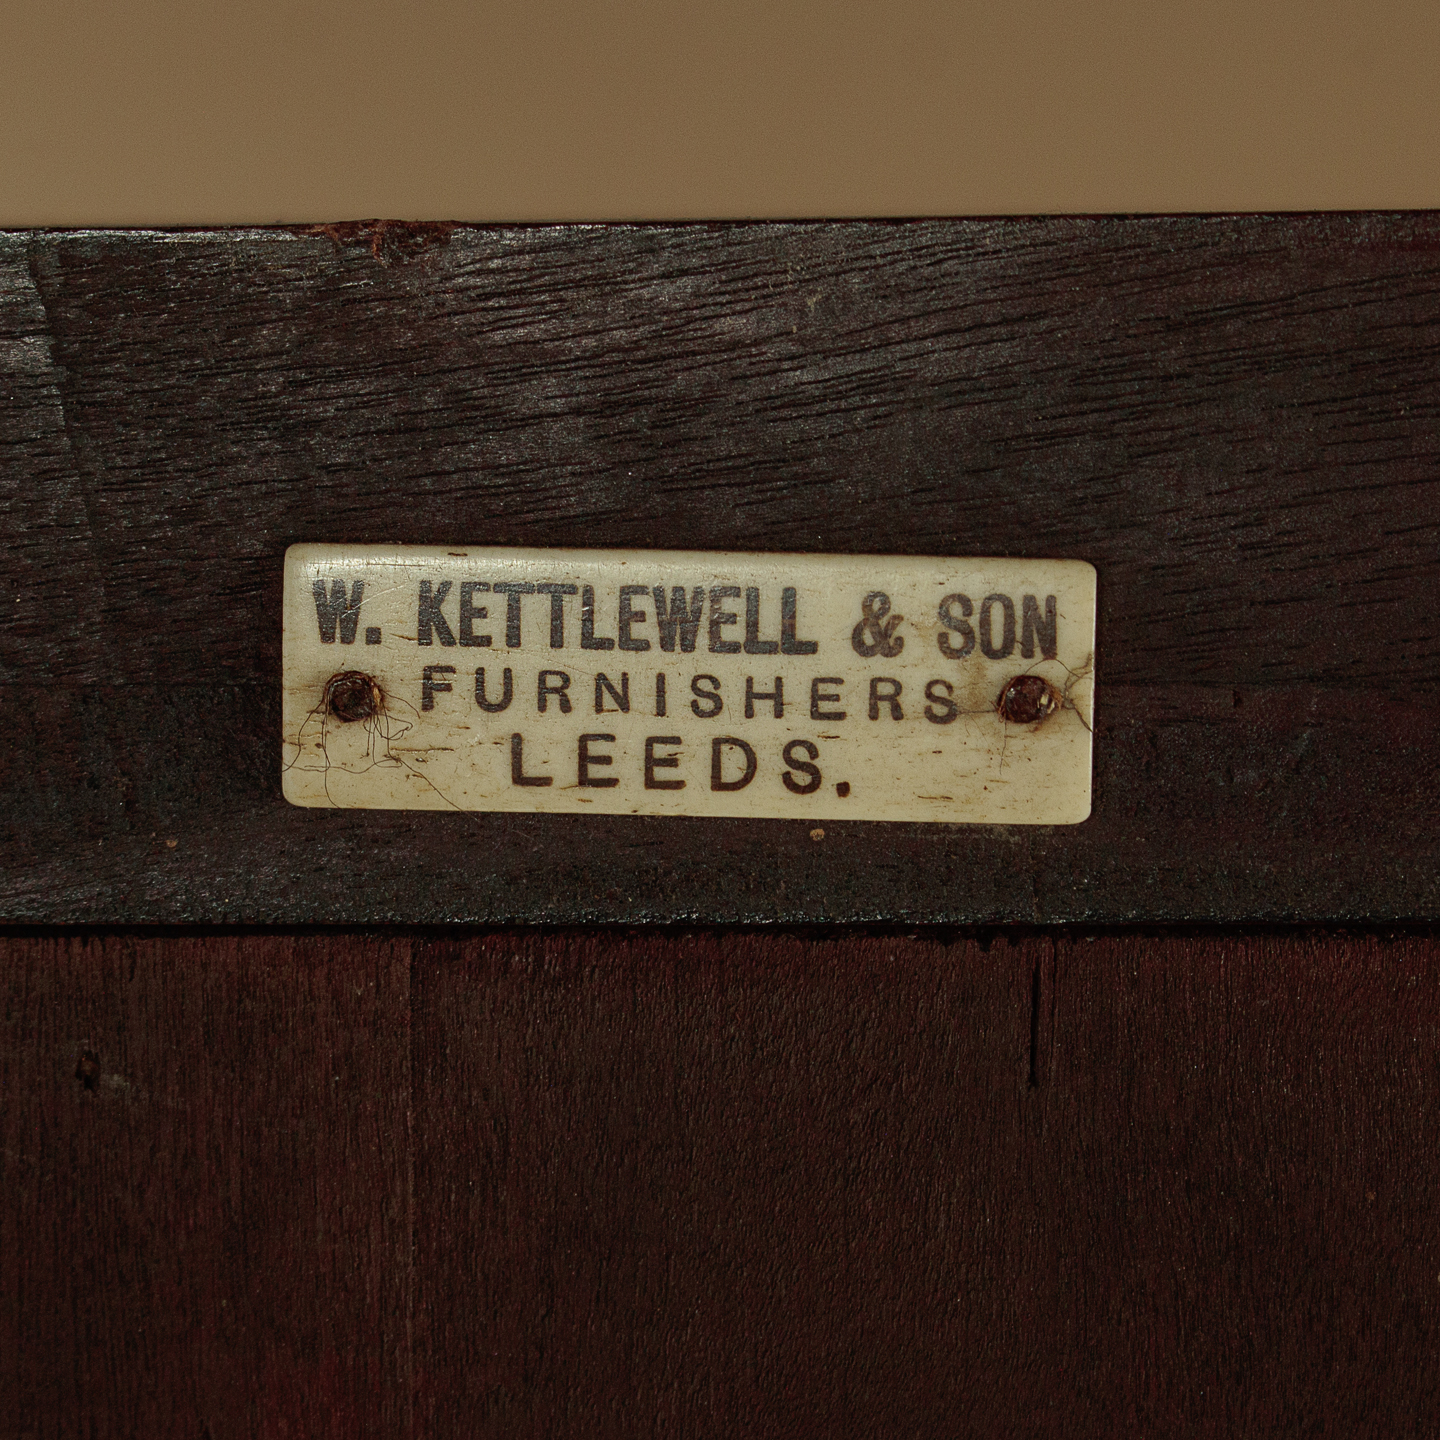 W. KETTLEWELL & SON
FURNISHERS
LEEDS.